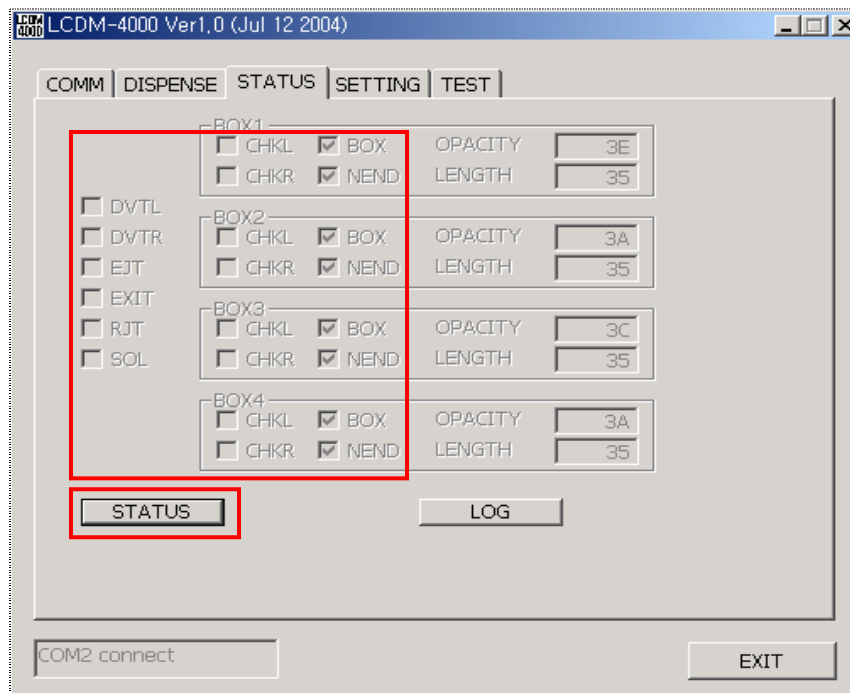 LCDM 4000 LCDM-4000 Ver1.0 (Jul 12 2004)
COMM DISPENSE STATUS SETTING TEST
BOX1
CHKL BOX OPACITY 3E
CHKR NEND LENGTH 35
DVTL
DVTR
EJT
EXIT
RJT
SOL
BOX2
CHKL BOX OPACITY 3A
CHKR NEND LENGTH 35
BOX3
CHKL BOX OPACITY 3C
CHKR NEND LENGTH 35
BOX4
CHKL BOX OPACITY 3A
CHKR NEND LENGTH 35
STATUS LOG
COM2 connect
EXIT